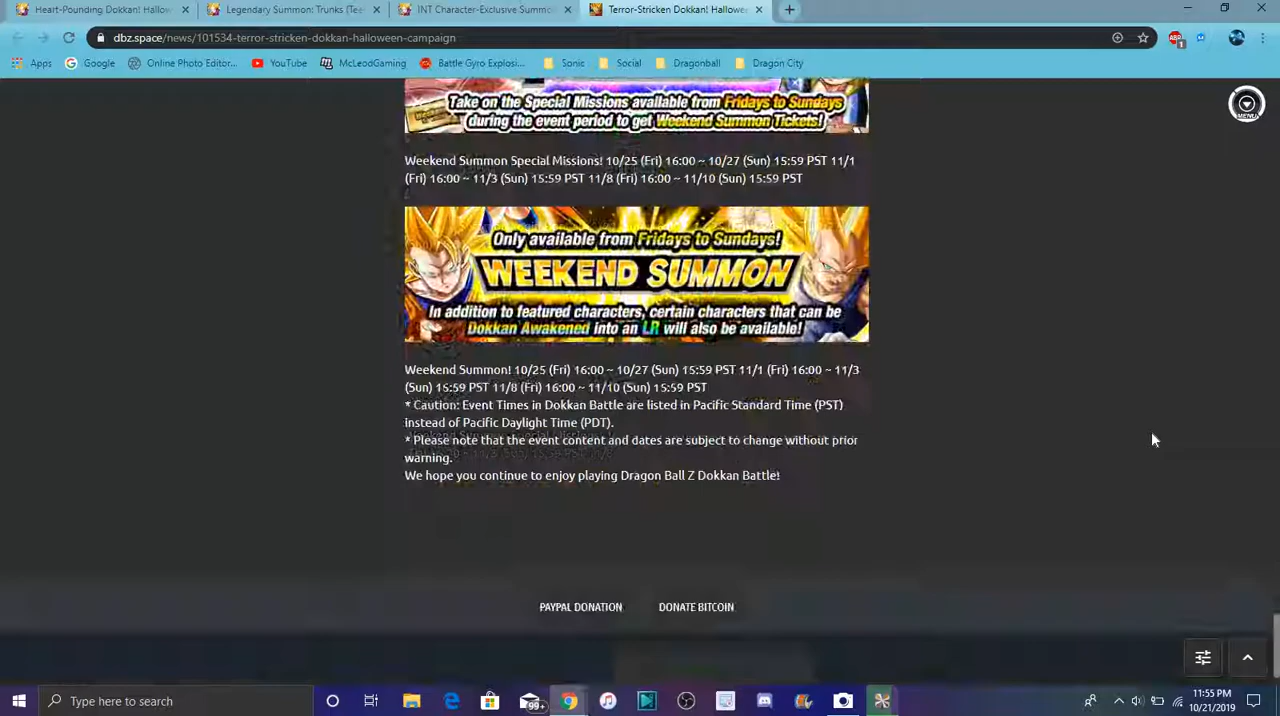 Heart-Pounding Dokkan! Hallow
Legendary Summon: Trunks (Tee
INT Character-Exclusive Summo
Terror-Stricken Dokkan! Hallowe
dbz.space/news/101534-terror-stricken-dokkan-halloween-campaign
Apps
Google
Online Photo Editor...
YouTube
McLeodGaming
Battle Gyro Explosi...
Sonic
Social
Dragonball
Dragon City
Take on the Special Missions available from Fridays to Sundays
during the event period to get Weekend Summon Tickets!
MENU
Weekend Summon Special Missions! 10/25 (Fri) 16:00 ~ 10/27 (Sun) 15:59 PST 11/1
(Fri) 16:00 ~ 11/3 (Sun) 15:59 PST 11/8 (Fri) 16:00 ~ 11/10 (Sun) 15:59 PST
Only available from Fridays to Sundays!
WEEKEND SUMMON
In addition to featured characters, certain characters that can be
Dokkan Awakened into an LR will also be available!
Weekend Summon! 10/25 (Fri) 16:00 ~ 10/27 (Sun) 15:59 PST 11/1 (Fri) 16:00 ~ 11/3
(Sun) 15:59 PST 11/8 (Fri) 16:00 ~ 11/10 (Sun) 15:59 PST
* Caution: Event Times in Dokkan Battle are listed in Pacific Standard Time (PST)
instead of Pacific Daylight Time (PDT).
* Please note that the event content and dates are subject to change without prior
warning.
We hope you continue to enjoy playing Dragon Ball Z Dokkan Battle!
PAYPAL DONATION
DONATE BITCOIN
Type here to search
99+
11:55 PM
10/21/2019